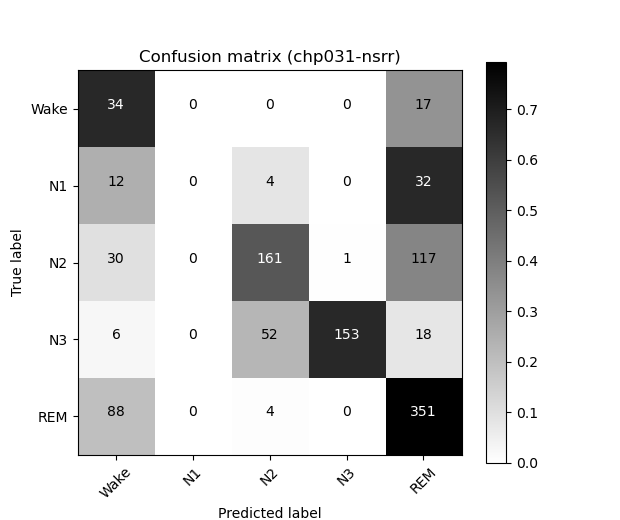 Confusion matrix (chp031-nsrr)
True label
Wake 34 0 0 0 17
N1 12 0 4 0 32
N2 30 0 161 1 117
N3 6 0 52 153 18
REM 88 0 4 0 351
Wake N1 N2 N3 REM
Predicted label
0.7
0.6
0.5
0.4
0.3
0.2
0.1
0.0